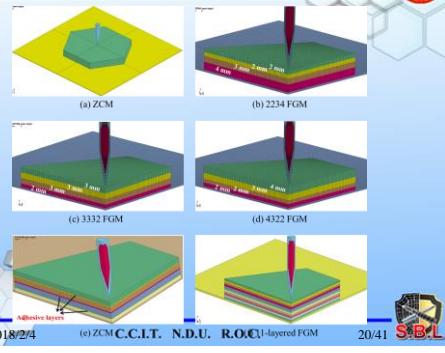 (a) ZCM
4 mm 3 mm 2 mm 2 mm
(b) 2234 FGM
2 mm 3 mm 3 mm 3 mm
(c) 3332 FGM
2 mm 2 mm 3 mm 4 mm
(d) 4322 FGM
Adhesive layers
(e) ZCM
11-layered FGM
018/2/4
C.C.I.T. N.D.U. R.O.C.
20/41
S.B.L